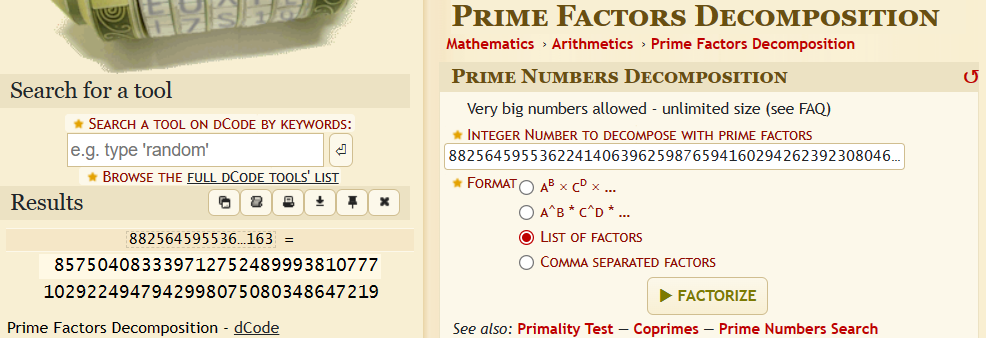 PRIME FACTORS DECOMPOSITION
Mathematics › Arithmetics › Prime Factors Decomposition
Search for a tool
★ SEARCH A TOOL ON DCODE BY KEYWORDS:
e.g. type 'random'
★ BROWSE THE FULL DCODE TOOLS' LIST
Results
882564595536…163 =
857504083339712752489993810777
1029224947942998075080348647219
Prime Factors Decomposition - dCode
PRIME NUMBERS DECOMPOSITION
Very big numbers allowed - unlimited size (see FAQ)
★ INTEGER NUMBER TO DECOMPOSE WITH PRIME FACTORS
882564595536224140639625987659416029426239230804​6…
★ FORMAT A^B × C^D × ...
A^B * C^D * ...
LIST OF FACTORS
COMMA SEPARATED FACTORS
▶ FACTORIZE
See also: Primality Test — Coprimes — Prime Numbers Search